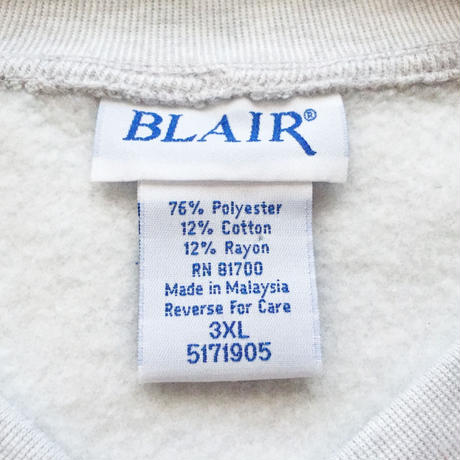 BLAIR®
76% Polyester
12% Cotton
12% Rayon
RN 81700
Made in Malaysia
Reverse For Care
3XL
5171905